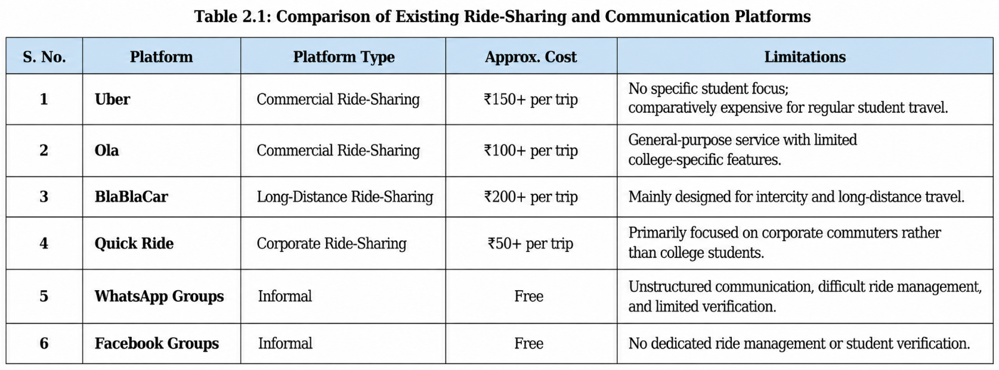 Table 2.1: Comparison of Existing Ride-Sharing and Communication Platforms
S. No. Platform Platform Type Approx. Cost Limitations
1 Uber Commercial Ride-Sharing ₹150+ per trip No specific student focus;
comparatively expensive for regular student travel.
2 Ola Commercial Ride-Sharing ₹100+ per trip General-purpose service with limited
college-specific features.
3 BlaBlaCar Long-Distance Ride-Sharing ₹200+ per trip Mainly designed for intercity and long-distance travel.
4 Quick Ride Corporate Ride-Sharing ₹50+ per trip Primarily focused on corporate commuters rather
than college students.
5 WhatsApp Groups Informal Free Unstructured communication, difficult ride management,
and limited verification.
6 Facebook Groups Informal Free No dedicated ride management or student verification.